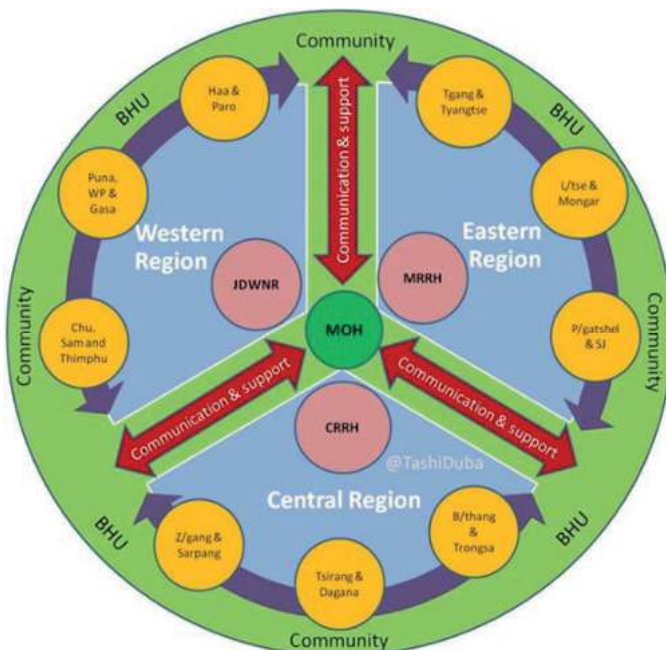 Community
BHU
Haa &
Paro
Puna,
WP &
Gasa
Western
Region
JDWNR
Chu,
Sam and
Thimphu
Community
Communication & support
Tgang &
Tyangtse
BHU
L/tse &
Mongar
Eastern
Region
MRRH
P/gatshel
& SJ
Community
MOH
Communication & support
Communication & support
CRRH
@TashiDuba
Central Region
Z/gang &
Sarpang
Tsirang &
Dagana
B/thang
&
Trongsa
BHU
BHU
Community